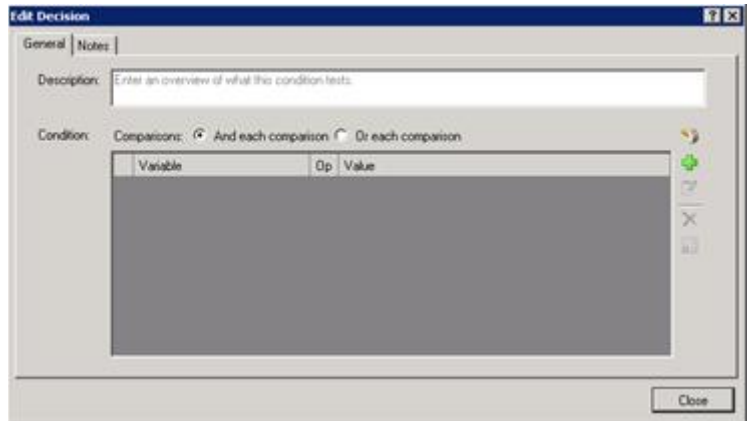 Edit Decision
General Notes
Description: Enter an overview of what this condition tests.
Condition: Comparisons: And each comparison Or each comparison
Variable Op Value
Close